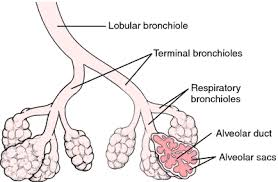 Lobular bronchiole
Terminal bronchioles
Respiratory
bronchioles
Alveolar duct
Alveolar sacs